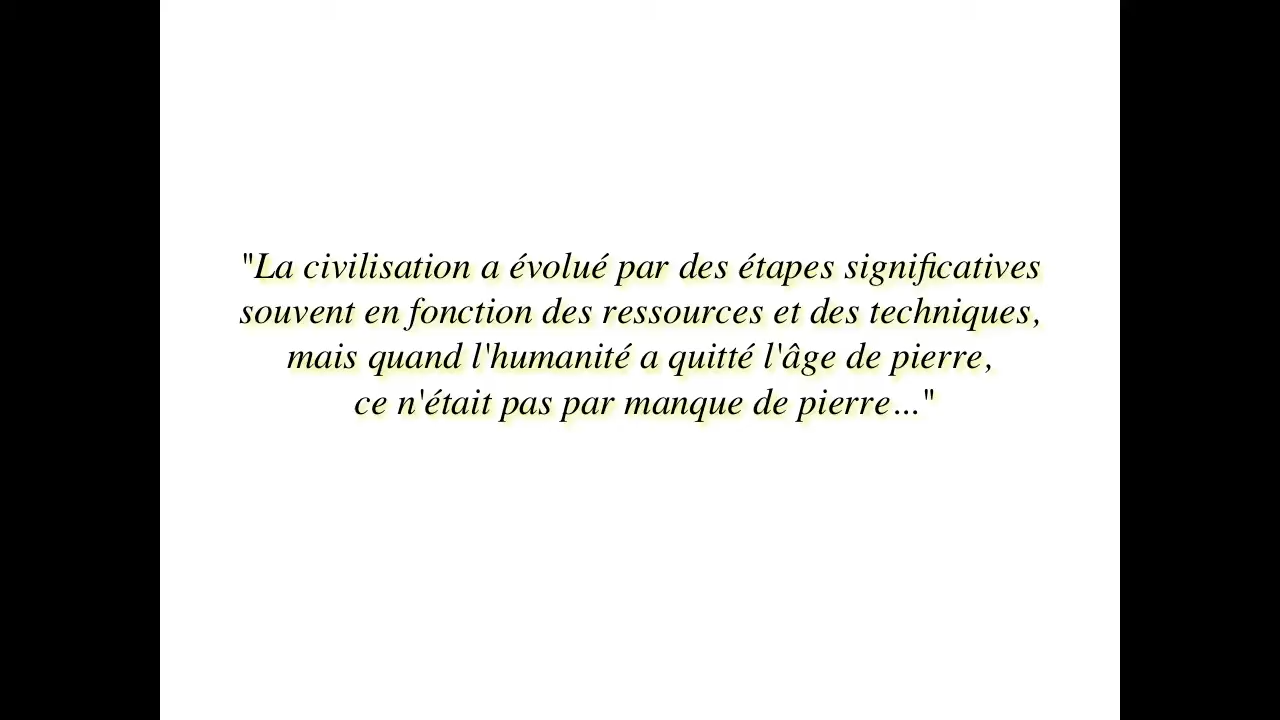 "La civilisation a évolué par des étapes significatives
souvent en fonction des ressources et des techniques,
mais quand l'humanité a quitté l'âge de pierre,
ce n'était pas par manque de pierre..."